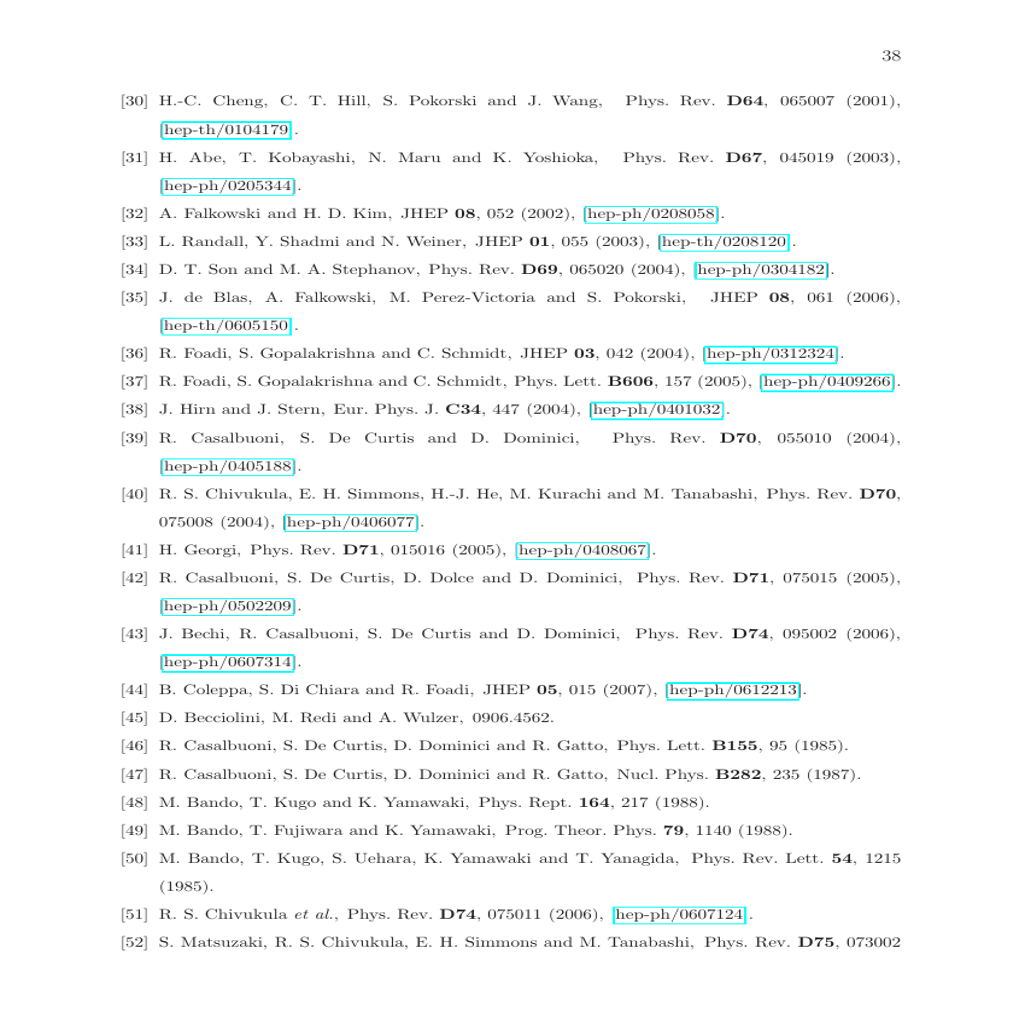 38
[30] H.-C. Cheng, C. T. Hill, S. Pokorski and J. Wang, Phys. Rev. D64, 065007 (2001),
[hep-th/0104179].
[31] H. Abe, T. Kobayashi, N. Maru and K. Yoshioka, Phys. Rev. D67, 045019 (2003),
[hep-ph/0205344].
[32] A. Falkowski and H. D. Kim, JHEP 08, 052 (2002), [hep-ph/0208058].
[33] L. Randall, Y. Shadmi and N. Weiner, JHEP 01, 055 (2003), [hep-th/0208120].
[34] D. T. Son and M. A. Stephanov, Phys. Rev. D69, 065020 (2004), [hep-ph/0304182].
[35] J. de Blas, A. Falkowski, M. Perez-Victoria and S. Pokorski, JHEP 08, 061 (2006),
[hep-th/0605150].
[36] R. Foadi, S. Gopalakrishna and C. Schmidt, JHEP 03, 042 (2004), [hep-ph/0312324].
[37] R. Foadi, S. Gopalakrishna and C. Schmidt, Phys. Lett. B606, 157 (2005), [hep-ph/0409266].
[38] J. Hirn and J. Stern, Eur. Phys. J. C34, 447 (2004), [hep-ph/0401032].
[39] R. Casalbuoni, S. De Curtis and D. Dominici, Phys. Rev. D70, 055010 (2004),
[hep-ph/0405188].
[40] R. S. Chivukula, E. H. Simmons, H.-J. He, M. Kurachi and M. Tanabashi, Phys. Rev. D70,
075008 (2004), [hep-ph/0406077].
[41] H. Georgi, Phys. Rev. D71, 015016 (2005), [hep-ph/0408067].
[42] R. Casalbuoni, S. De Curtis, D. Dolce and D. Dominici, Phys. Rev. D71, 075015 (2005),
[hep-ph/0502209].
[43] J. Bechi, R. Casalbuoni, S. De Curtis and D. Dominici, Phys. Rev. D74, 095002 (2006),
[hep-ph/0607314].
[44] B. Coleppa, S. Di Chiara and R. Foadi, JHEP 05, 015 (2007), [hep-ph/0612213].
[45] D. Becciolini, M. Redi and A. Wulzer, 0906.4562.
[46] R. Casalbuoni, S. De Curtis, D. Dominici and R. Gatto, Phys. Lett. B155, 95 (1985).
[47] R. Casalbuoni, S. De Curtis, D. Dominici and R. Gatto, Nucl. Phys. B282, 235 (1987).
[48] M. Bando, T. Kugo and K. Yamawaki, Phys. Rept. 164, 217 (1988).
[49] M. Bando, T. Fujiwara and K. Yamawaki, Prog. Theor. Phys. 79, 1140 (1988).
[50] M. Bando, T. Kugo, S. Uehara, K. Yamawaki and T. Yanagida, Phys. Rev. Lett. 54, 1215
(1985).
[51] R. S. Chivukula et al., Phys. Rev. D74, 075011 (2006), [hep-ph/0607124].
[52] S. Matsuzaki, R. S. Chivukula, E. H. Simmons and M. Tanabashi, Phys. Rev. D75, 073002